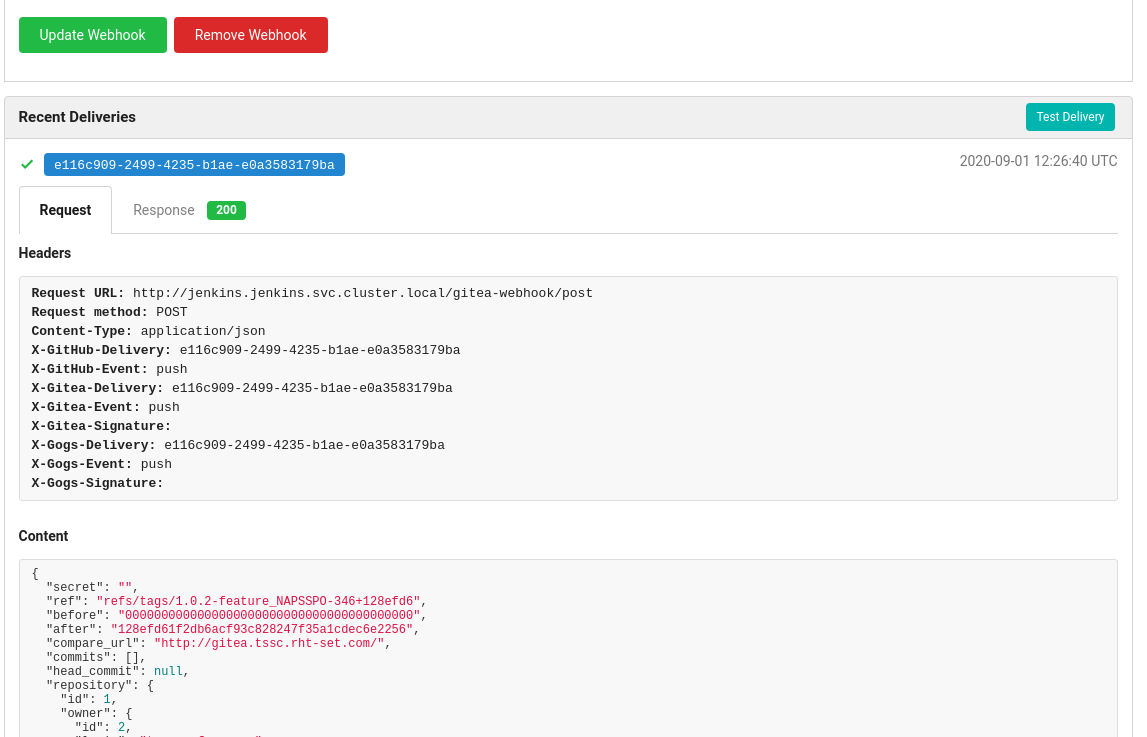 Update Webhook Remove Webhook
Recent Deliveries Test Delivery
e116c909-2499-4235-b1ae-e0a3583179ba 2020-09-01 12:26:40 UTC
Request Response 200
Headers
Request URL: http://jenkins.jenkins.svc.cluster.local/gitea-webhook/post
Request method: POST
Content-Type: application/json
X-GitHub-Delivery: e116c909-2499-4235-b1ae-e0a3583179ba
X-GitHub-Event: push
X-Gitea-Delivery: e116c909-2499-4235-b1ae-e0a3583179ba
X-Gitea-Event: push
X-Gitea-Signature:
X-Gogs-Delivery: e116c909-2499-4235-b1ae-e0a3583179ba
X-Gogs-Event: push
X-Gogs-Signature:
Content
{
"secret": "",
"ref": "refs/tags/1.0.2-feature_NAPSSPO-346+128efd6",
"before": "0000000000000000000000000000000000000000",
"after": "128efd61f2db6acf93c828247f35a1cdec6e2256",
"compare_url": "http://gitea.tssc.rht-set.com/",
"commits": [],
"head_commit": null,
"repository": {
"id": 1,
"owner": {
"id": 2,